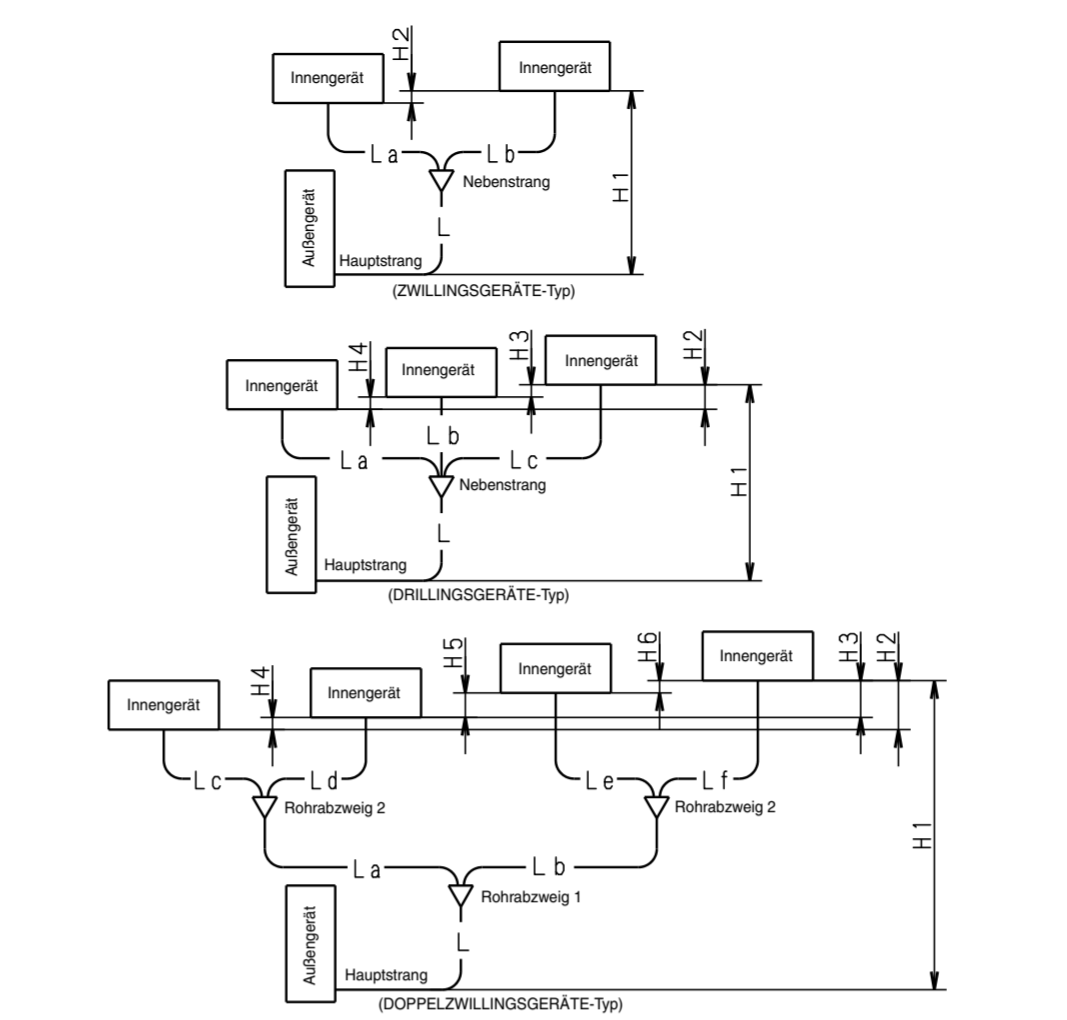 H2
Innengerät
Innengerät
La
Lb
Nebenstrang
H1
Außengerät
L
Hauptstrang
(ZWILLINGSGERÄTE-Typ)
H4
H3
H2
Innengerät
Innengerät
Innengerät
Lb
La
Lc
Nebenstrang
H1
Außengerät
L
Hauptstrang
(DRILLINGSGERÄTE-Typ)
H4
H5
H6
H3
H2
Innengerät
Innengerät
Innengerät
Innengerät
Lc
Ld
Le
Lf
Rohrabzweig 2
Rohrabzweig 2
H1
La
Lb
Rohrabzweig 1
Außengerät
L
Hauptstrang
(DOPPELZWILLINGSGERÄTE-Typ)